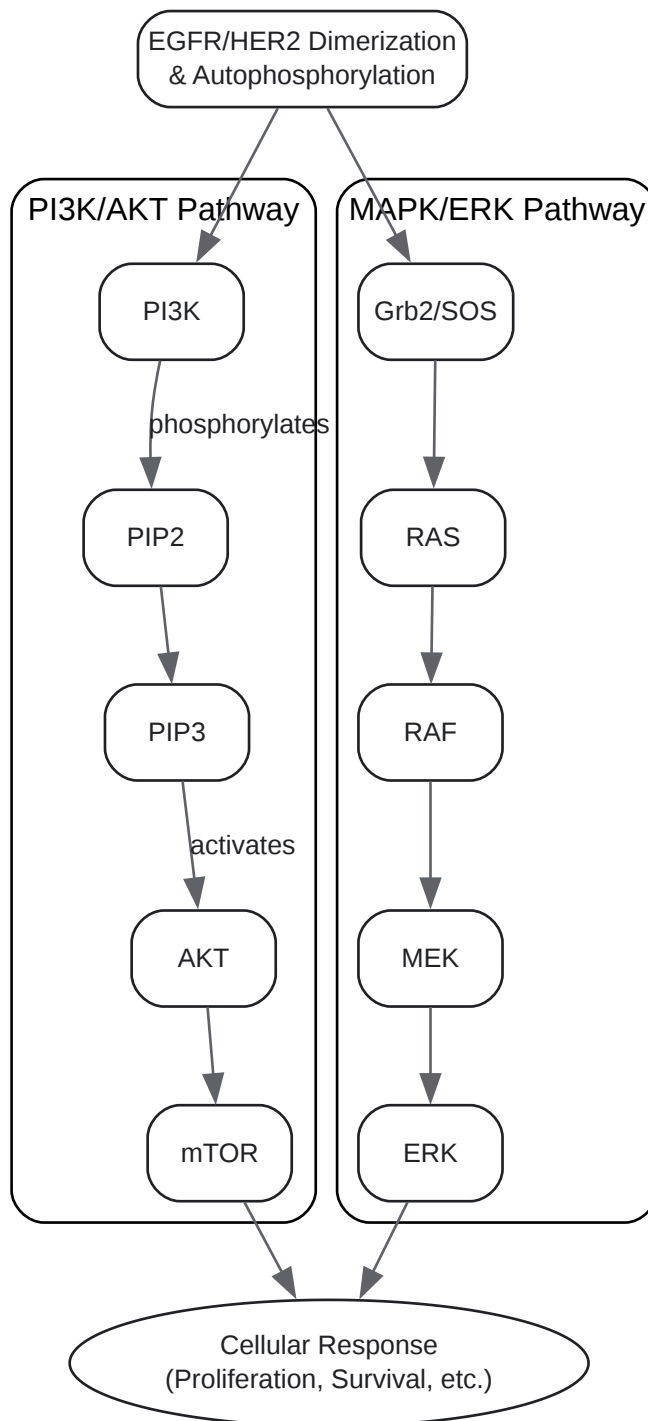 EGFR/HER2 Dimerization
& Autophosphorylation
PI3K/AKT Pathway
PI3K
phosphorylates
PIP2
PIP3
activates
AKT
mTOR
MAPK/ERK Pathway
Grb2/SOS
RAS
RAF
MEK
ERK
Cellular Response
(Proliferation, Survival, etc.)